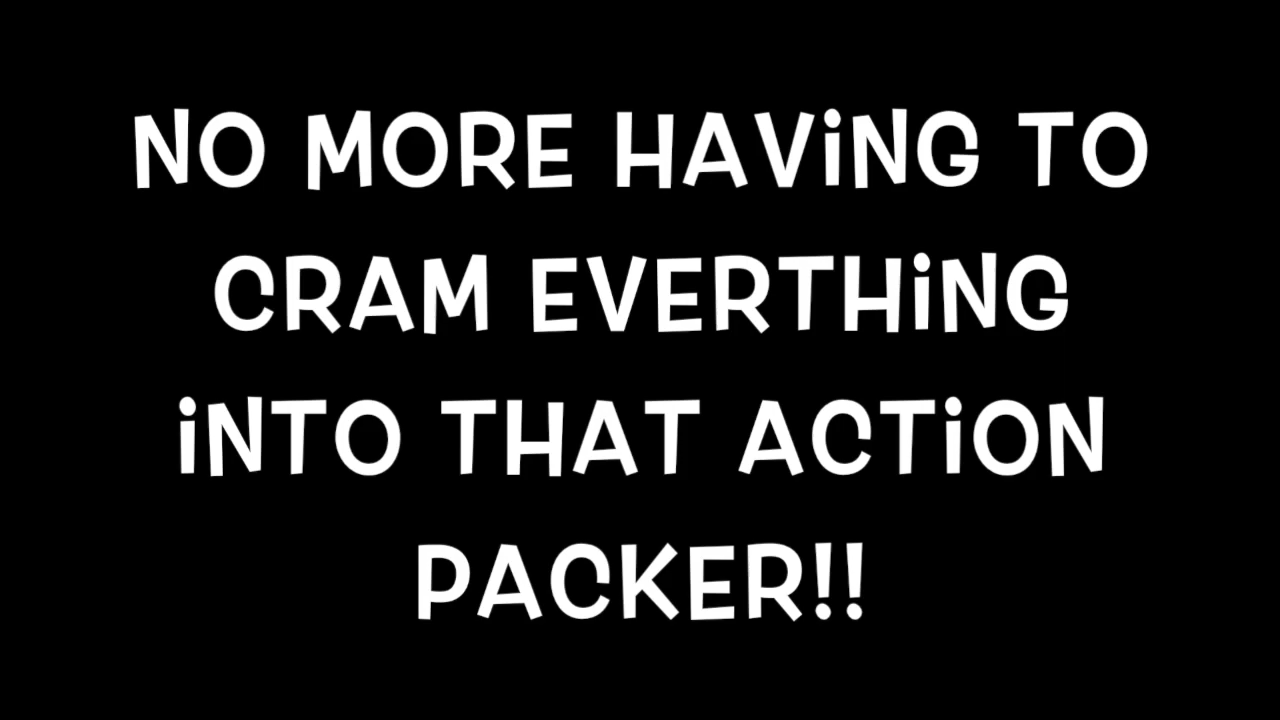 NO MORE HAViNG TO
CRAM EVERTHiNG
iNTO THAT ACTiON
PACKER!!